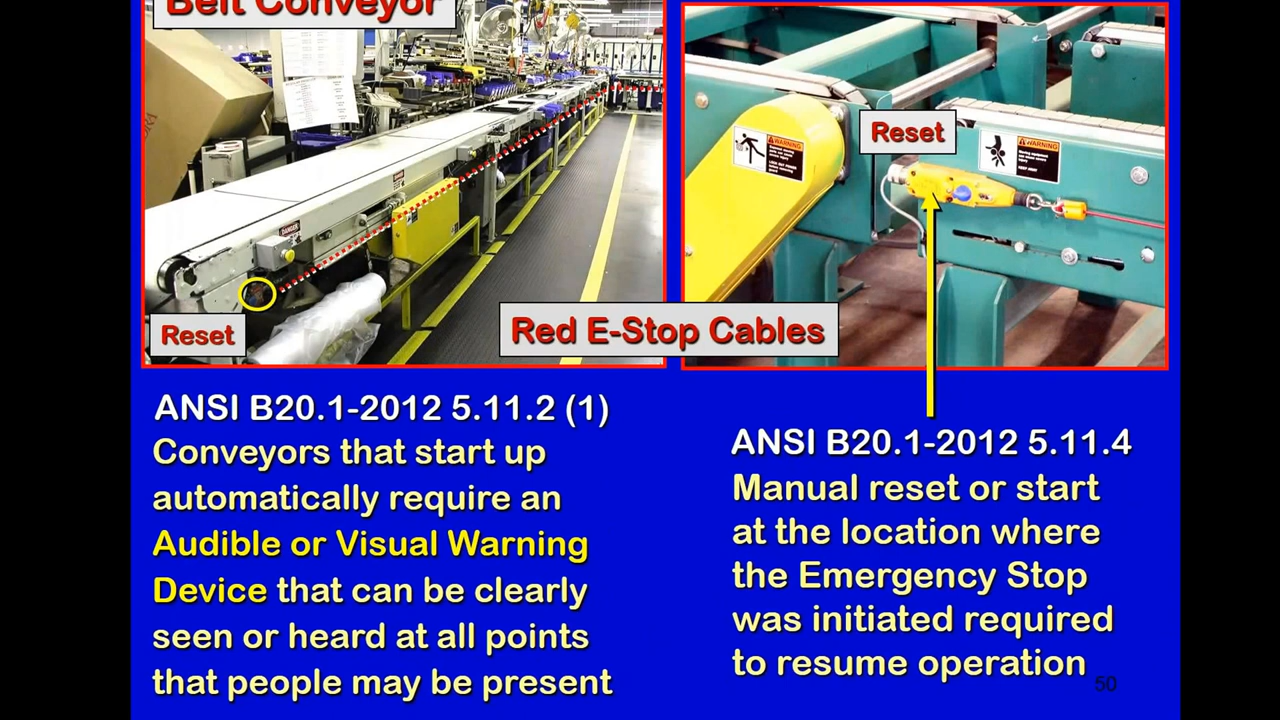 Belt Conveyor
Reset
Red E-Stop Cables
Reset
WARNING
WARNING
DANGER
ANSI B20.1-2012 5.11.2 (1)
Conveyors that start up
automatically require an
Audible or Visual Warning
Device that can be clearly
seen or heard at all points
that people may be present
ANSI B20.1-2012 5.11.4
Manual reset or start
at the location where
the Emergency Stop
was initiated required
to resume operation
50